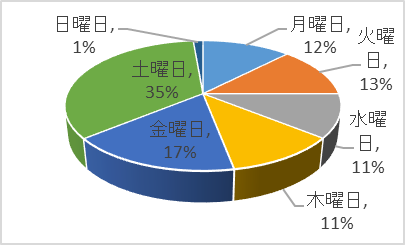 日曜日,
1%
月曜日,
12%
火曜
日,
13%
水曜
日,
11%
木曜日,
11%
金曜日,
17%
土曜日,
35%